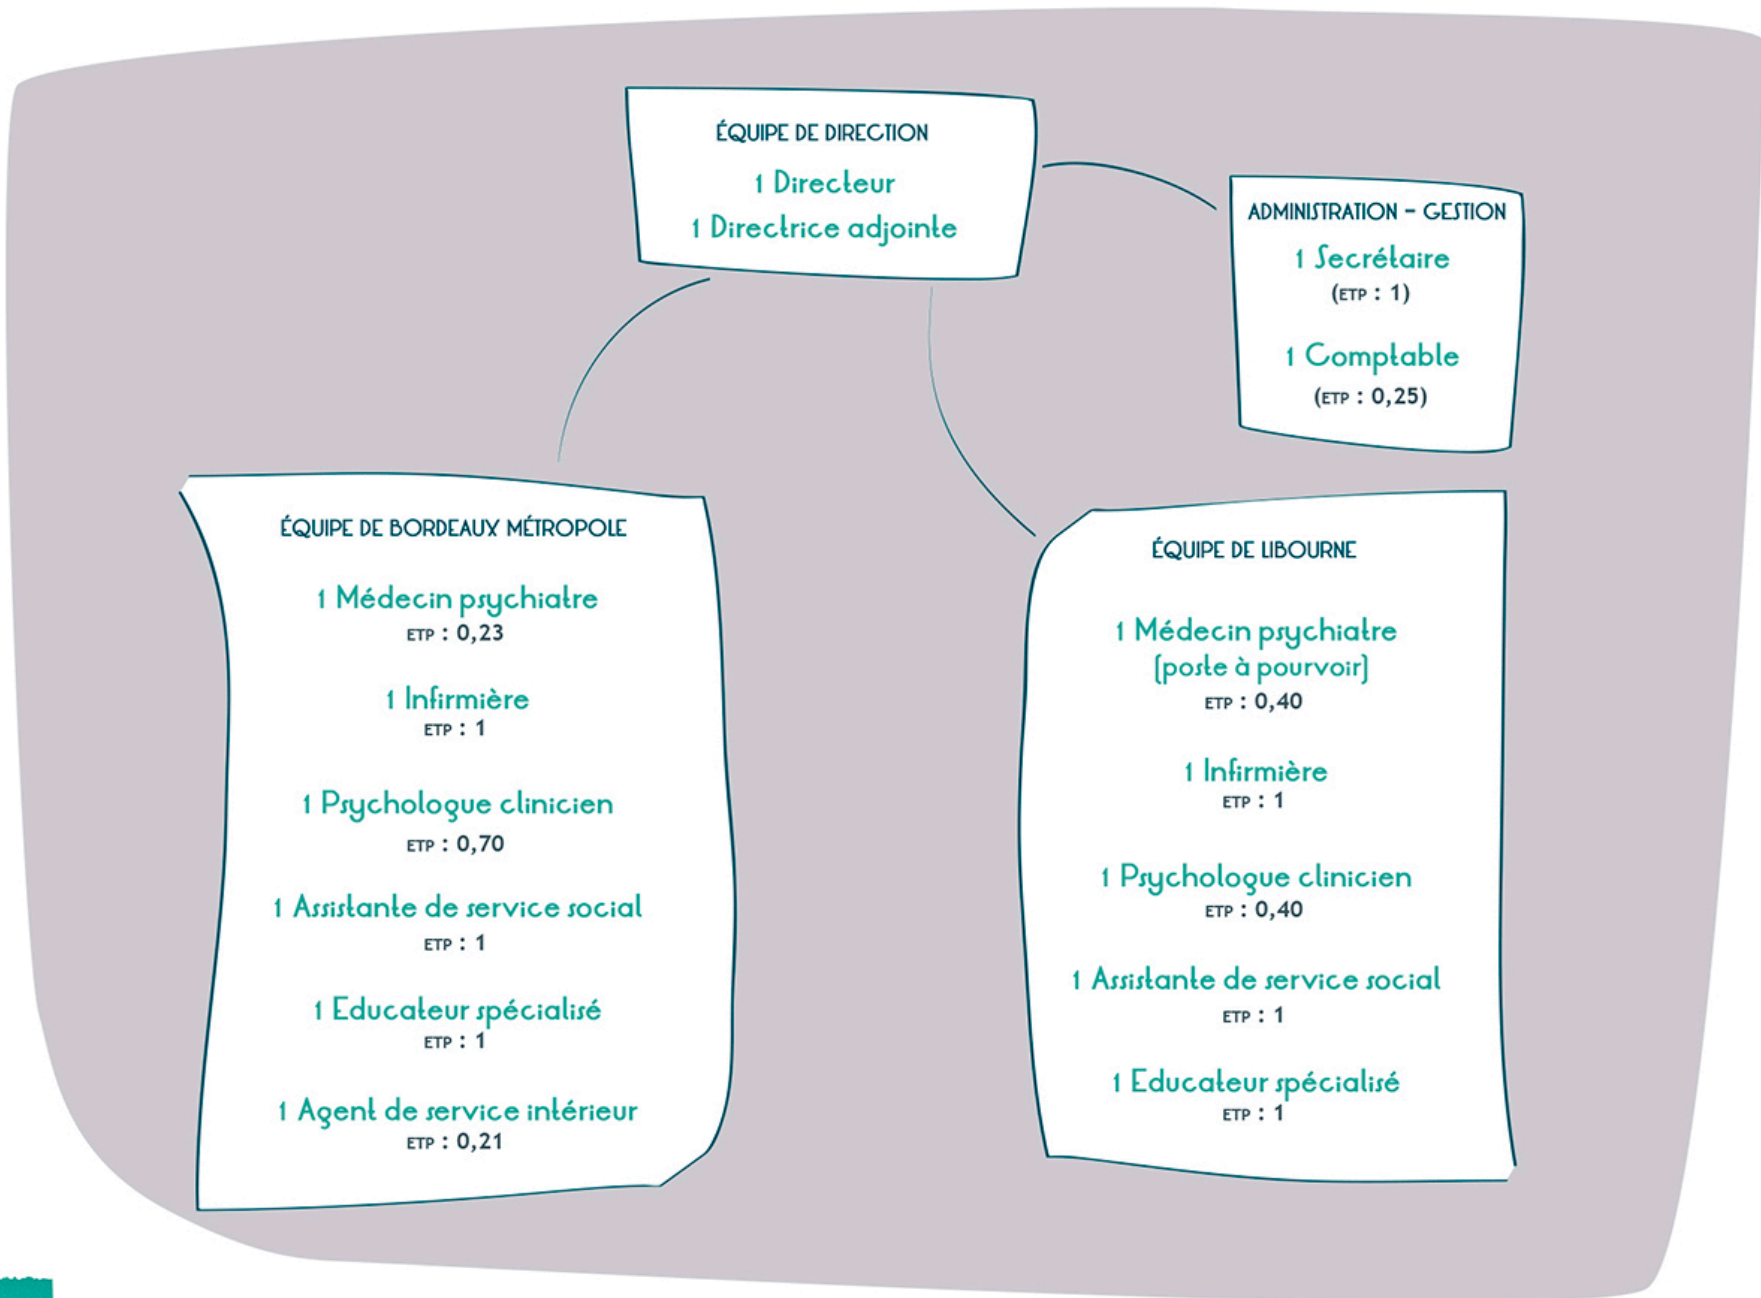 ÉQUIPE DE DIRECTION
1 Directeur
1 Directrice adjointe
ADMINISTRATION – GESTION
1 Secrétaire
(ETP : 1)
1 Comptable
(ETP : 0,25)
ÉQUIPE DE BORDEAUX MÉTROPOLE
1 Médecin psychiatre
ETP : 0,23
1 Infirmière
ETP : 1
1 Psychologue clinicien
ETP : 0,70
1 Assistante de service social
ETP : 1
1 Educateur spécialisé
ETP : 1
1 Agent de service intérieur
ETP : 0,21
ÉQUIPE DE LIBOURNE
1 Médecin psychiatre
(poste à pourvoir)
ETP : 0,40
1 Infirmière
ETP : 1
1 Psychologue clinicien
ETP : 0,40
1 Assistante de service social
ETP : 1
1 Educateur spécialisé
ETP : 1